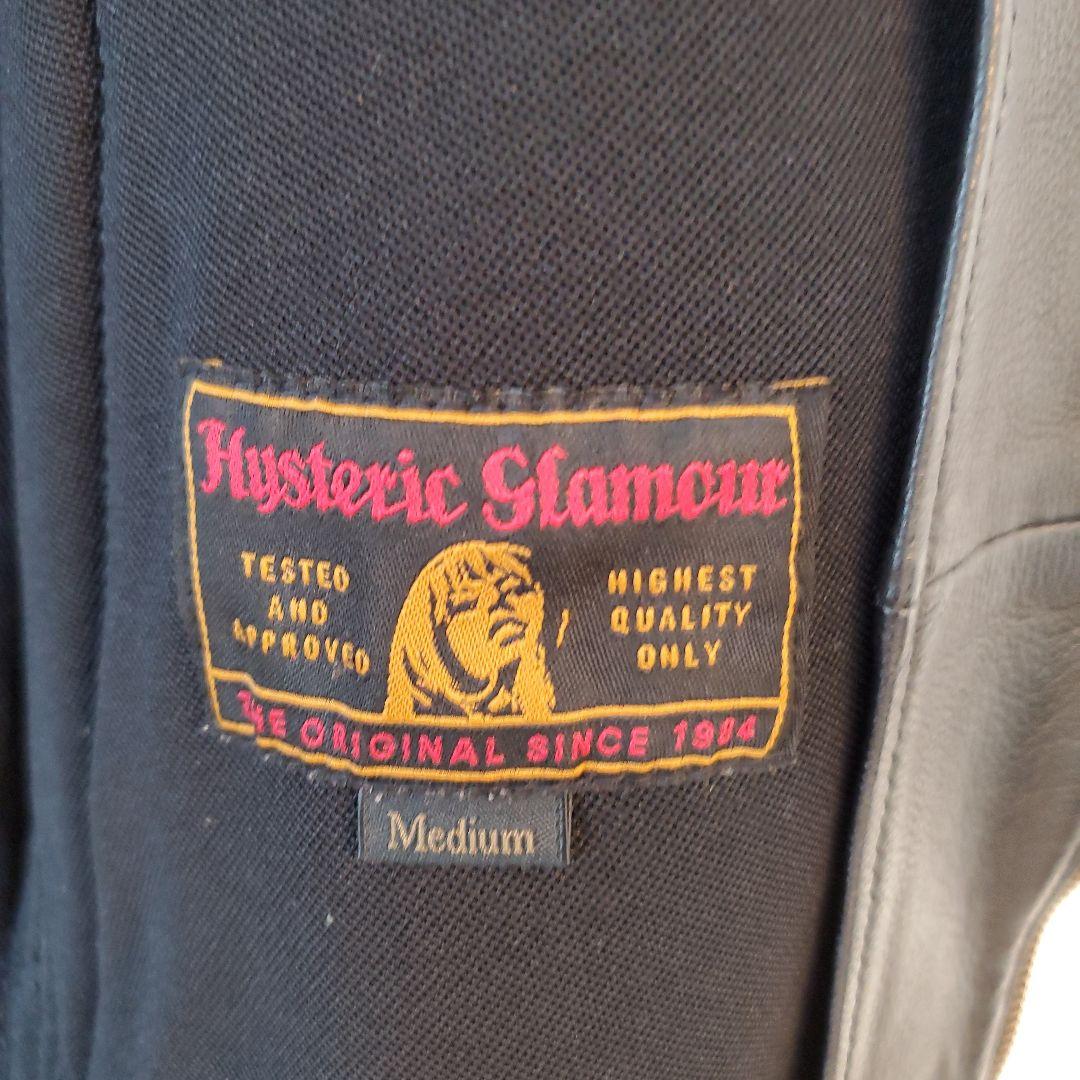 Hysteric Glamour
TESTED
AND
APPROVED
HIGHEST
QUALITY
ONLY
THE ORIGINAL SINCE 1984
Medium